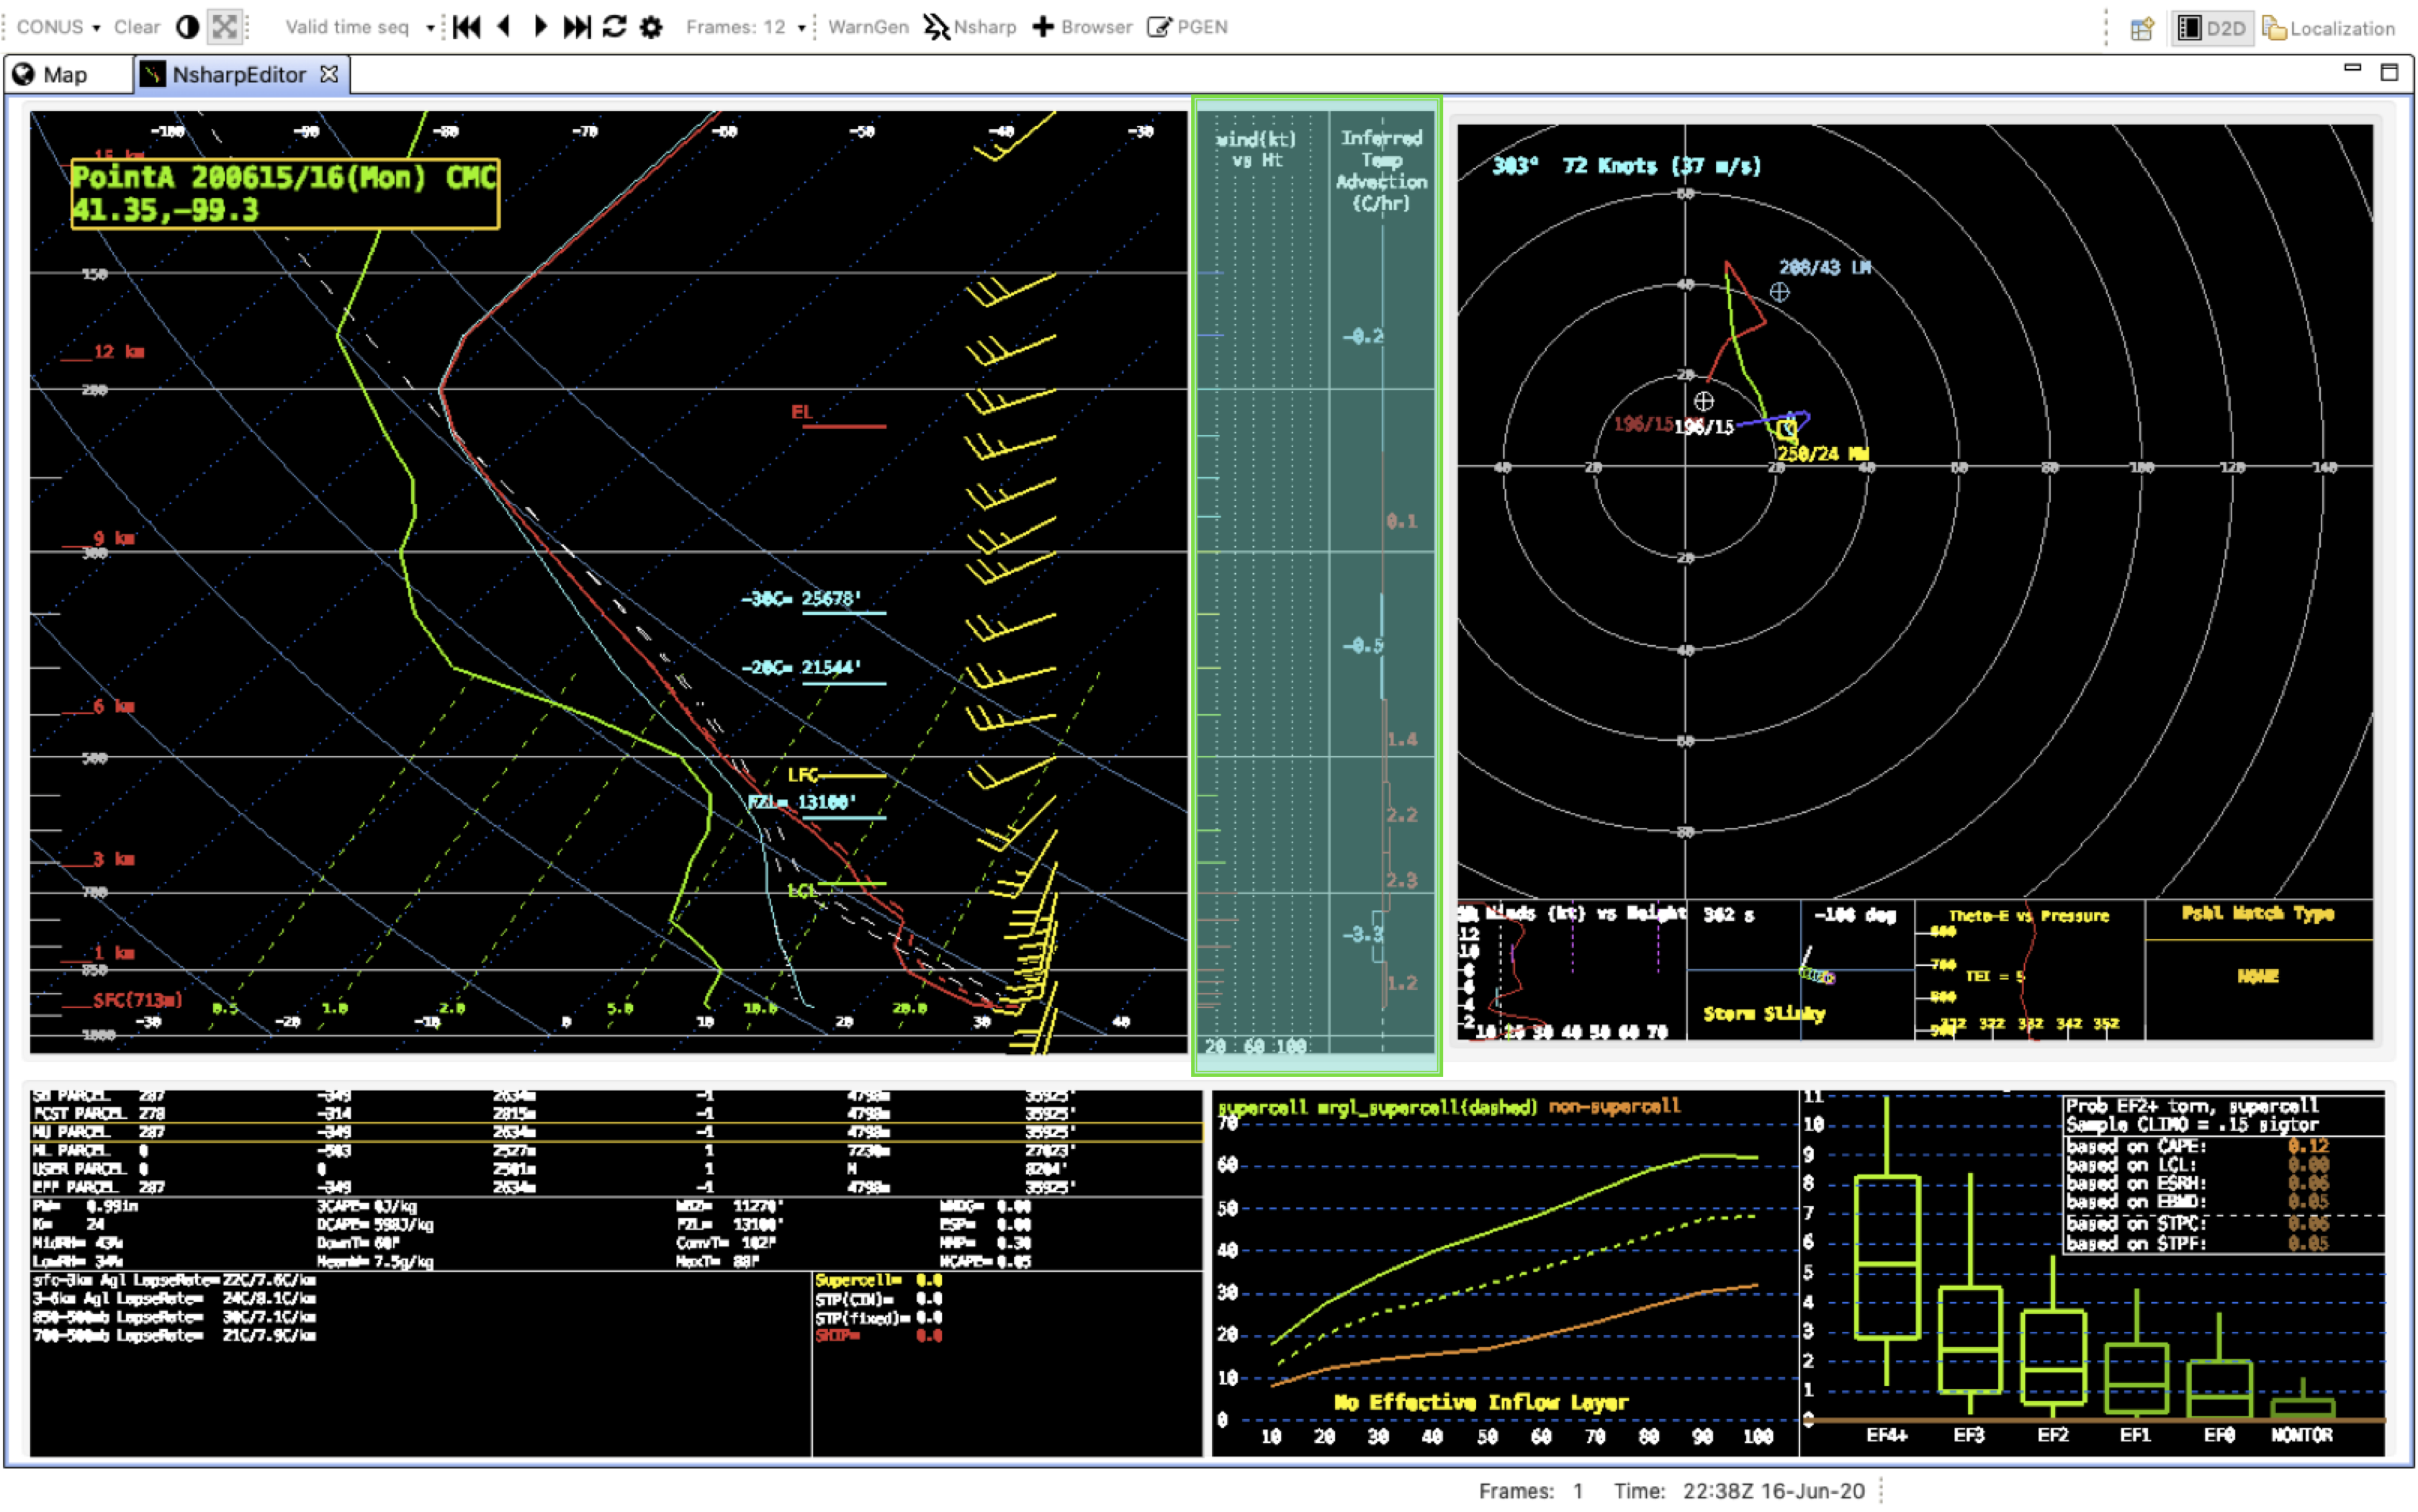 CONUS Clear Valid time seq Frames: 12 WarnGen Nsharp Browser PGEN D2D Localization
Map NsharpEditor
-100 -90 -80 -70 -60 -50 -40 -30
15 km
PointA 200615/16(Mon) CMC
41.35,-99.3
150
12 km
200
EL
9 km
300
-30C= 25678'
-20C= 21544'
6 km
500
LFC
FZL= 13100'
3 km
LCL
700
1 km
850
SFC(713m)
0.5 1.0 2.0 5.0 10.0 20.0
-30 -20 -10 0 10 20 30 40
1000
wind(kt)
vs Ht
20 60 100
Inferred
Temp
Advection
(C/hr)
-0.2
0.1
-0.5
1.4
2.2
2.3
-3.3
1.2
303° 72 Knots (37 m/s)
208/43 LM
196/15
196/15
250/24 MW
60
40
20
40 20 20 40 60 80 100 120 140
20
40
60
80
Winds (kt) vs Height
12
10
8
6
4
2
10 20 30 40 50 60 70
302 s -100 deg
Storm Slinky
Theta-E vs Pressure
600
700
TEI = 5
800
900
322 332 342 352
Psbl Watch Type
NONE
SB PARCEL 287 -349 2634m -1 4798m 35925'
FCST PARCEL 278 -314 2815m -1 4798m 35925'
MU PARCEL 287 -349 2634m -1 4798m 35925'
ML PARCEL 0 -503 2527m 1 7230m 27023'
USER PARCEL 0 0 2501m 1 M 8204'
EFF PARCEL 287 -349 2634m -1 4798m 35925'
PW= 0.99in 3CAPE= 0J/kg WBZ= 11270' WNDG= 0.00
K= 24 DCAPE= 598J/kg FZL= 13100' ESP= 0.00
MidRH= 43% DownT= 60F ConvT= 102F MMP= 0.30
LowRH= 34% MeanW= 7.5g/kg MaxT= 88F NCAPE= 0.05
sfc-3km Agl LapseRate= 22C/7.6C/km
3-6km Agl LapseRate= 24C/8.1C/km
850-500mb LapseRate= 30C/7.1C/km
700-500mb LapseRate= 21C/7.9C/km
Supercell= 0.0
STP(CIN)= 0.0
STP(fixed)= 0.0
SHIP= 0.0
supercell mrgl_supercell(dashed) non-supercell
70
60
50
40
30
20
10
0
No Effective Inflow Layer
10 20 30 40 50 60 70 80 90 100
11
10
9
8
7
6
5
4
3
2
1
0
Prob EF2+ torn, supercell
Sample CLIMO = .15 sigtor
based on CAPE: 0.12
based on LCL: 0.00
based on ESRH: 0.06
based on EBWD: 0.05
based on STPC: 0.06
based on STPF: 0.05
EF4+ EF3 EF2 EF1 EF0 NONTOR
Frames: 1 Time: 22:38Z 16-Jun-20